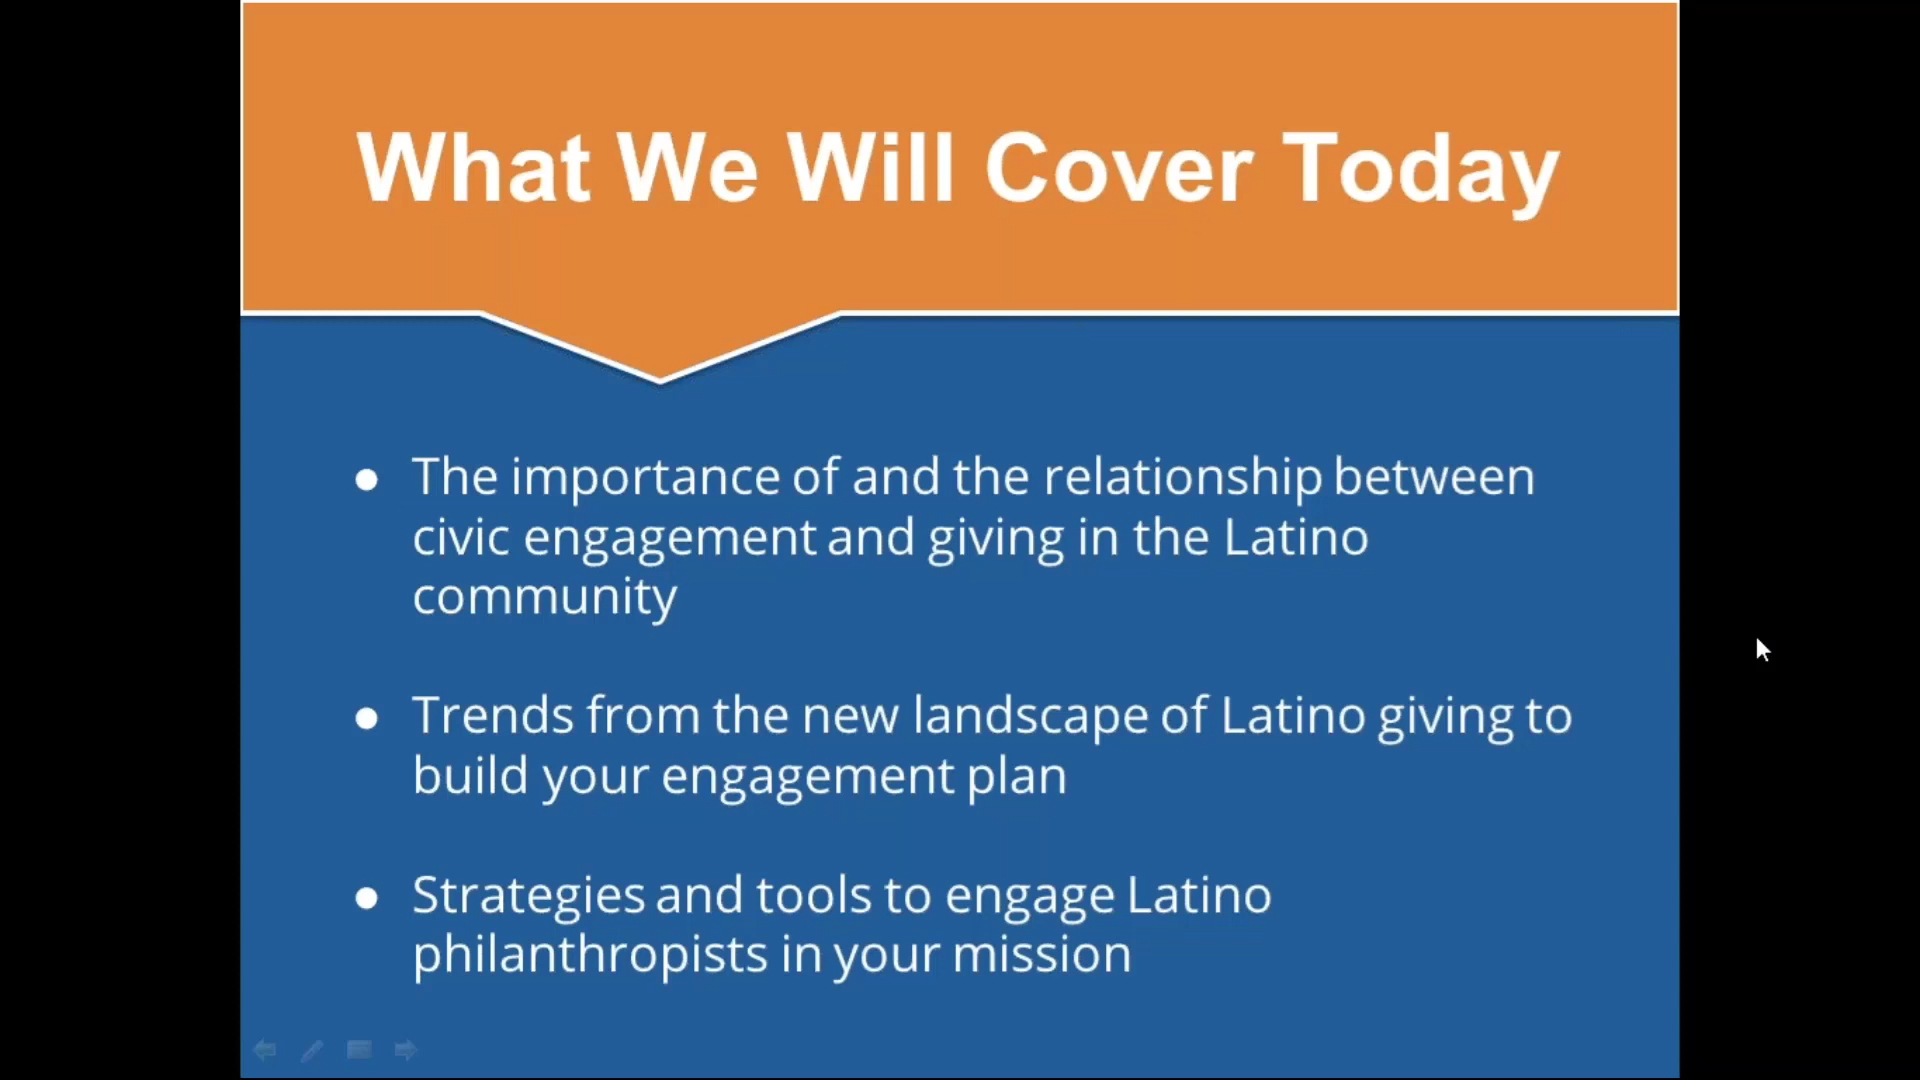 What We Will Cover Today
● The importance of and the relationship between
civic engagement and giving in the Latino
community
● Trends from the new landscape of Latino giving to
build your engagement plan
● Strategies and tools to engage Latino
philanthropists in your mission